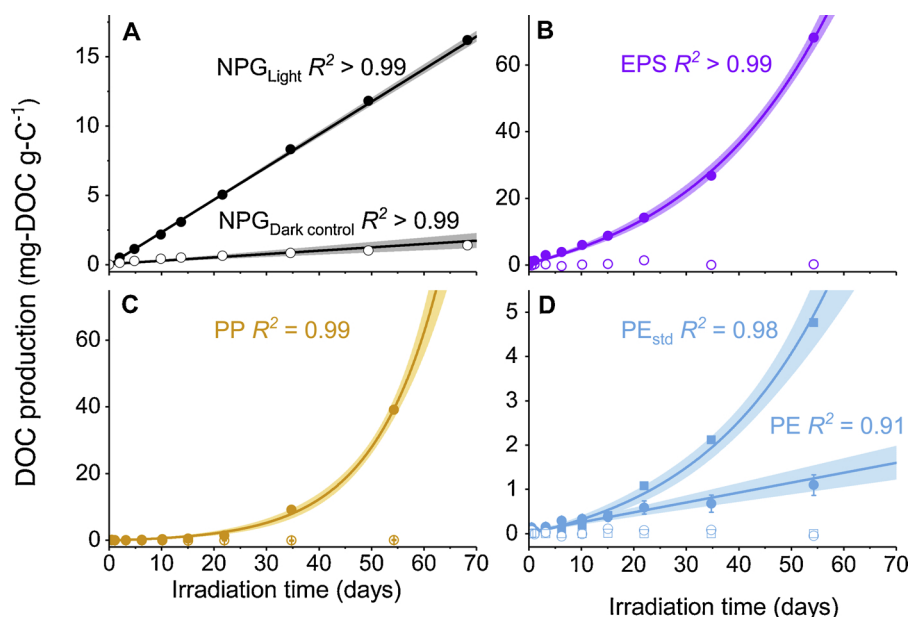 DOC production (mg-DOC g-C⁻¹)
A
NPG_Light R² > 0.99
NPG_Dark control R² > 0.99
15
10
5
0
B
EPS R² > 0.99
60
40
20
0
C
PP R² = 0.99
60
40
20
0
0 10 20 30 40 50 60 70
Irradiation time (days)
D
PE_std R² = 0.98
PE R² = 0.91
5
4
3
2
1
0
0 10 20 30 40 50 60 70
Irradiation time (days)